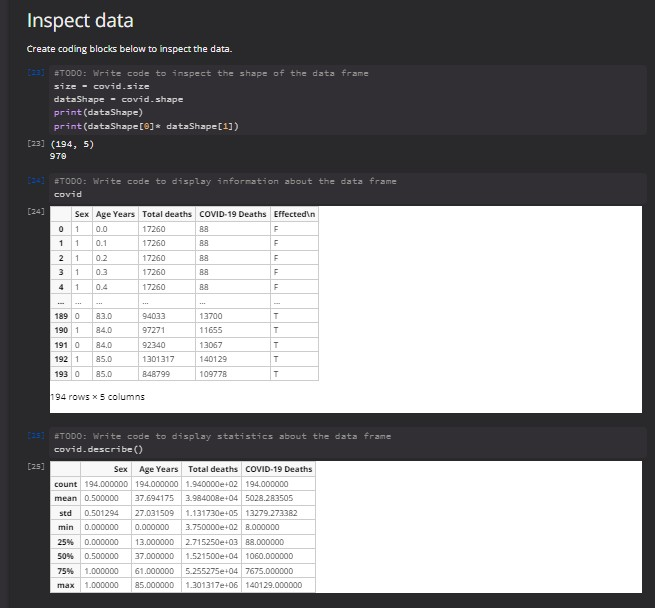 Inspect data
Create coding blocks below to inspect the data.
#TODO: Write code to inspect the shape of the data frame
size = covid.size
dataShape = covid.shape
print(dataShape)
print(dataShape[0]* dataShape[1])
[23] (194, 5)
970
[24] #TODO: Write code to display information about the data frame
covid
[24]
Sex Age Years Total deaths COVID-19 Deaths Effected\n
0 1 0.0 17260 88 F
1 1 0.1 17260 88 F
2 1 0.2 17260 88 F
3 1 0.3 17260 88 F
4 1 0.4 17260 88 F
... ... ... ... ... ...
189 0 83.0 94033 13700 T
190 1 84.0 97271 11655 T
191 0 84.0 92340 13067 T
192 1 85.0 1301317 140129 T
193 0 85.0 848799 109778 T
194 rows × 5 columns
#TODO: Write code to display statistics about the data frame
covid.describe()
[25]
Sex Age Years Total deaths COVID-19 Deaths
count 194.000000 194.000000 1.940000e+02 194.000000
mean 0.500000 37.694175 3.984008e+04 5028.283505
std 0.501294 27.031509 1.131730e+05 13279.273382
min 0.000000 0.000000 3.750000e+02 8.000000
25% 0.000000 13.000000 2.715250e+03 88.000000
50% 0.500000 37.000000 1.521500e+04 1060.000000
75% 1.000000 61.000000 5.255275e+04 7675.000000
max 1.000000 85.000000 1.301317e+06 140129.000000